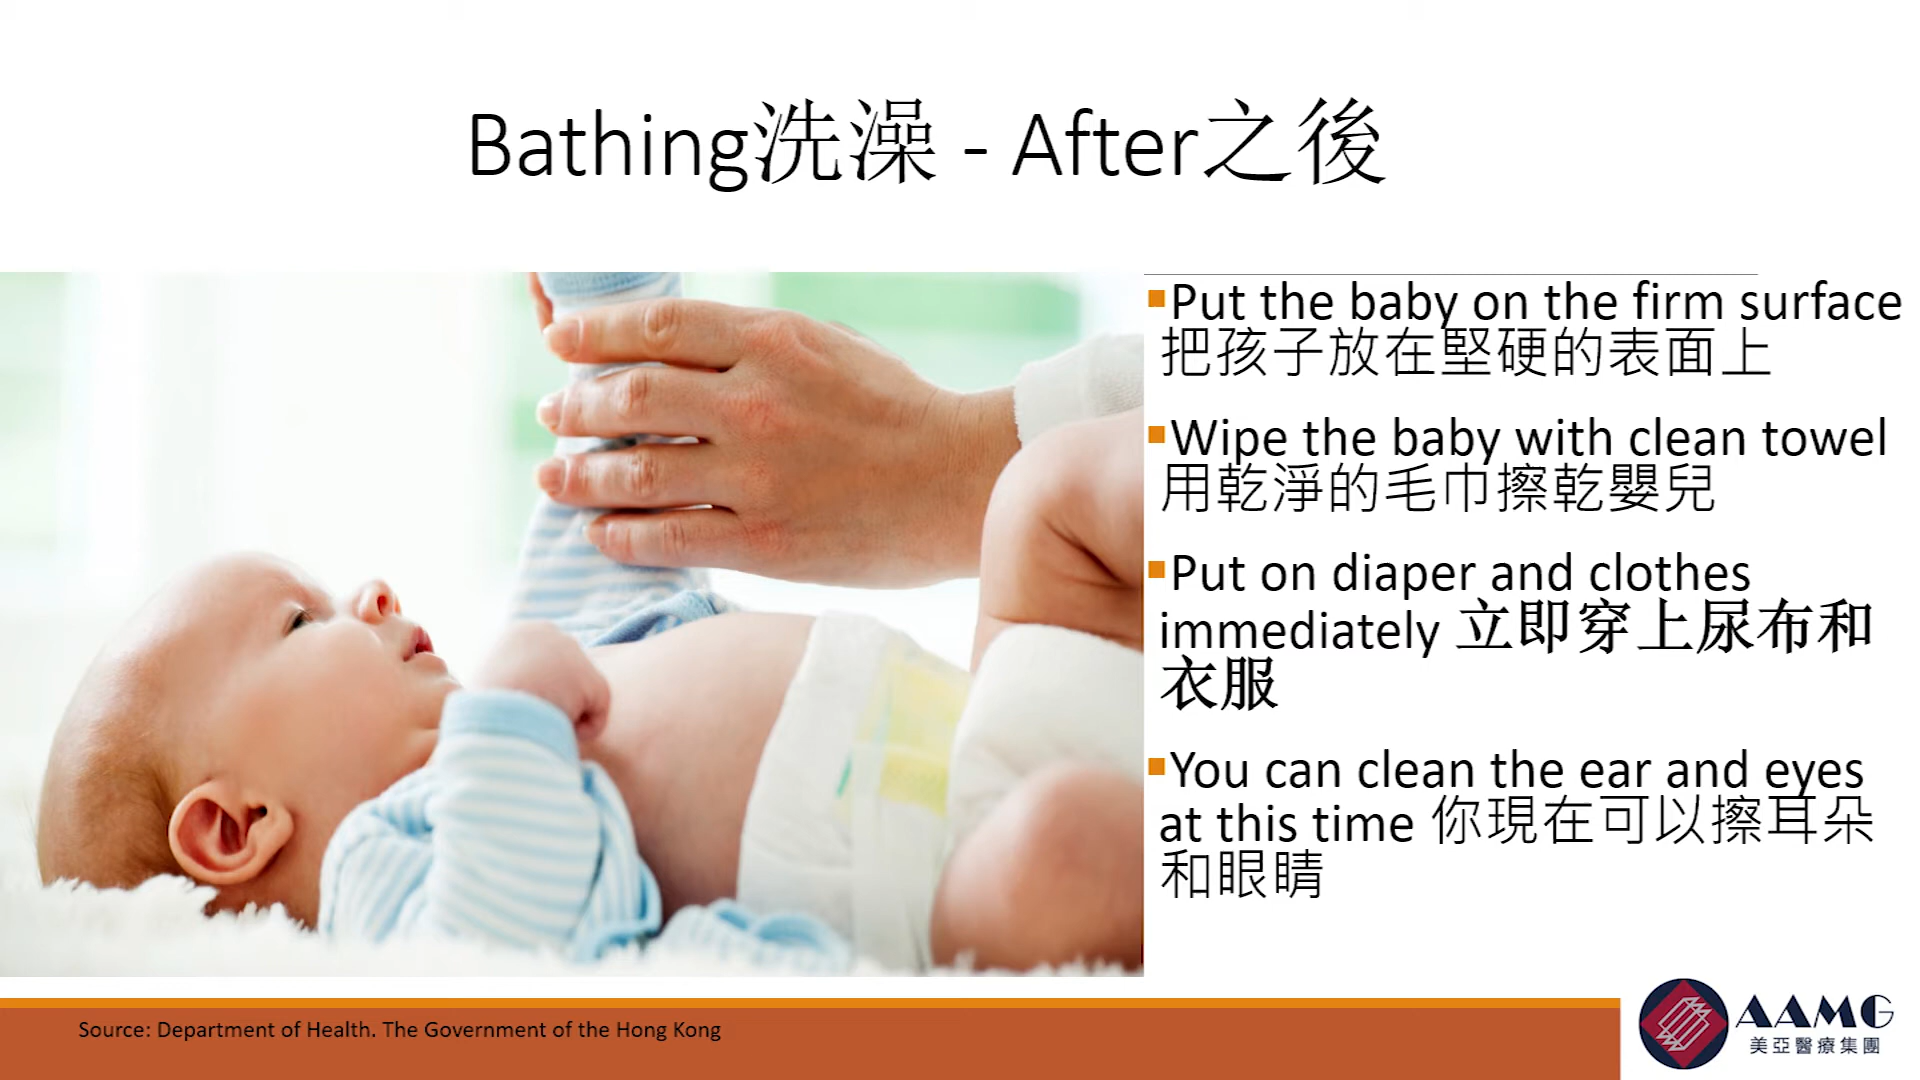 Bathing洗澡 - After之後
▪Put the baby on the firm surface
把孩子放在堅硬的表面上
▪Wipe the baby with clean towel
用乾淨的毛巾擦乾嬰兒
▪Put on diaper and clothes
immediately 立即穿上尿布和
衣服
▪You can clean the ear and eyes
at this time 你現在可以擦耳朵
和眼睛
Source: Department of Health. The Government of the Hong Kong
AAMG
美亞醫療集團